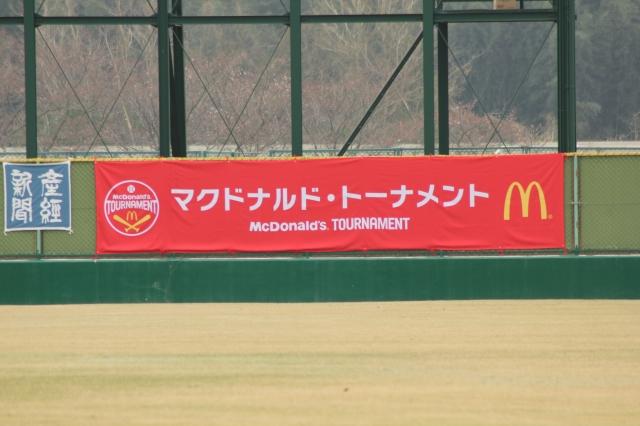 産経
新聞
McDonald's
TOURNAMENT
マクドナルド・トーナメント
McDonald's TOURNAMENT